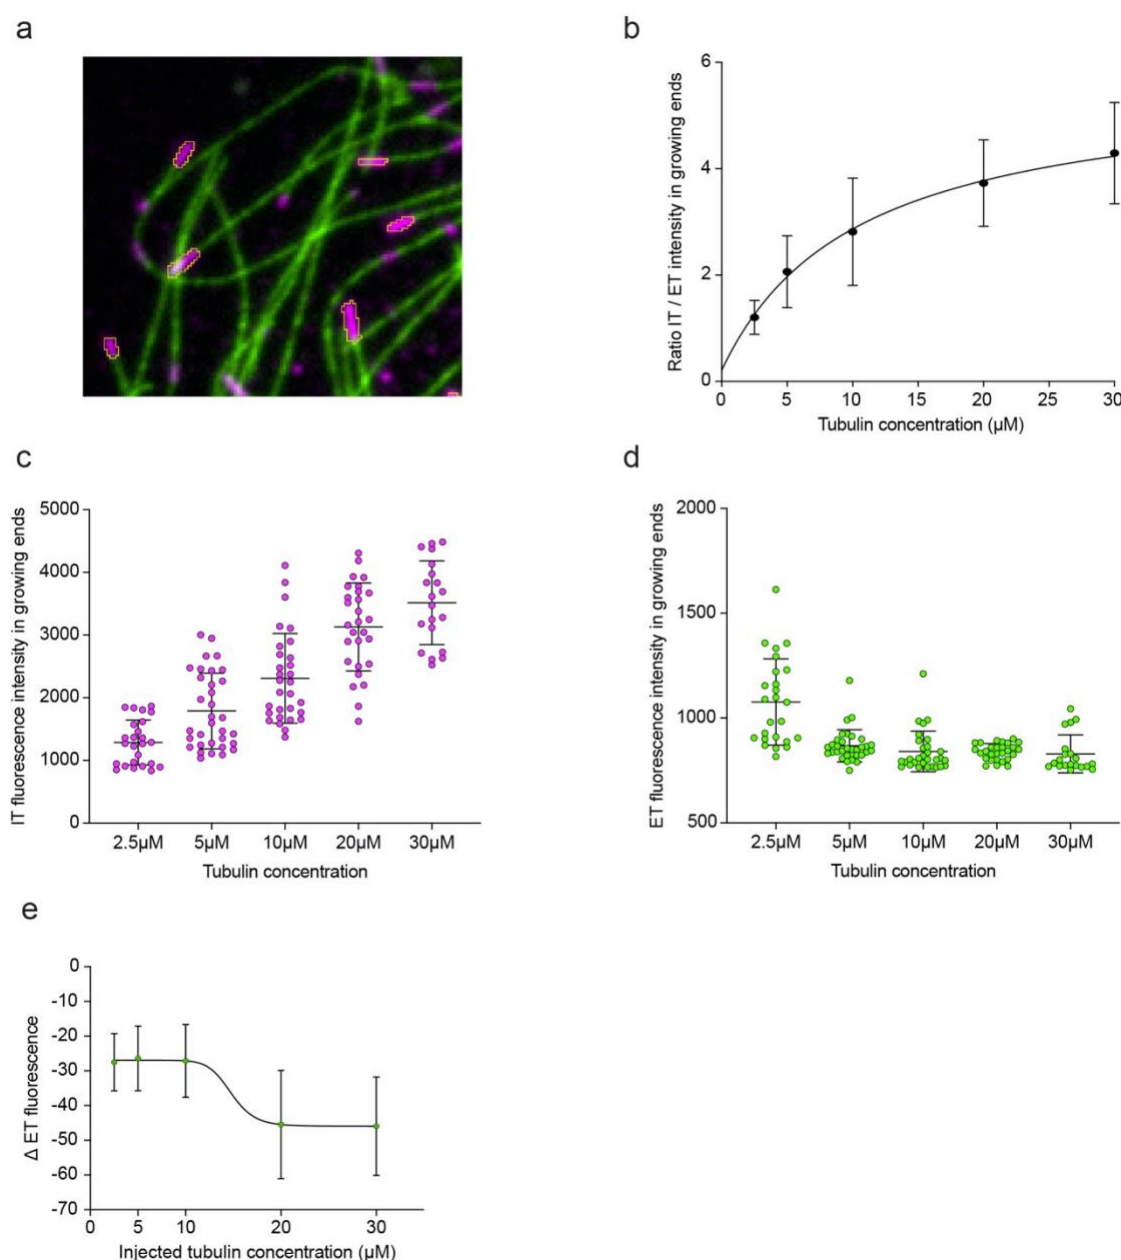 a
b
Ratio IT / ET intensity in growing ends
6
4
2
0
0 5 10 15 20 25 30
Tubulin concentration (µM)
c
IT fluorescence intensity in growing ends
5000
4000
3000
2000
1000
0
2.5µM 5µM 10µM 20µM 30µM
Tubulin concentration
d
ET fluorescence intensity in growing ends
2000
1500
1000
500
2.5µM 5µM 10µM 20µM 30µM
Tubulin concentration
e
Δ ET fluorescence
0
-10
-20
-30
-40
-50
-60
-70
0 5 10 20 30
Injected tubulin concentration (µM)